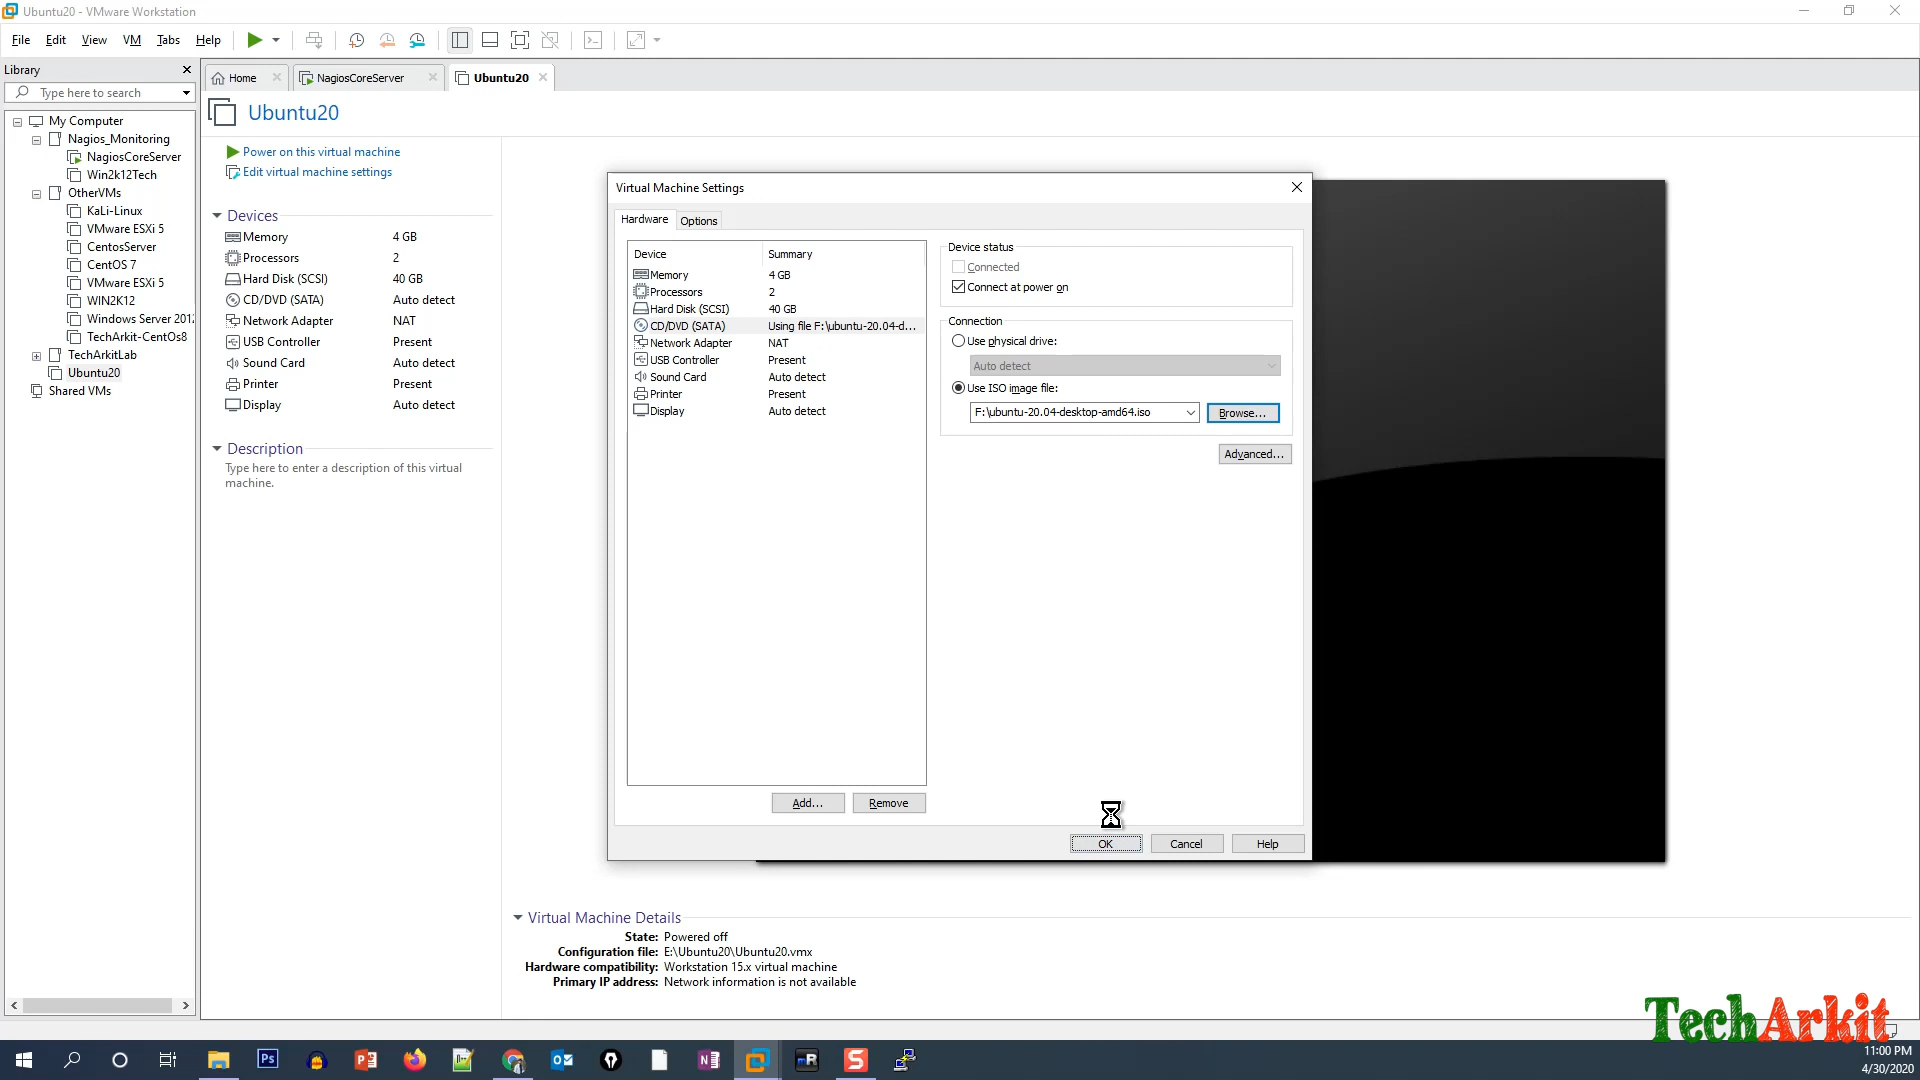 Ubuntu20 - VMware Workstation
File Edit View VM Tabs Help
Library
Type here to search
My Computer
Nagios_Monitoring
NagiosCoreServer
Win2k12Tech
OtherVMs
KaLi-Linux
VMware ESXi 5
CentosServer
CentOS 7
VMware ESXi 5
WIN2K12
Windows Server 201
TechArkit-CentOs8
TechArkitLab
Ubuntu20
Shared VMs
Home NagiosCoreServer Ubuntu20
Ubuntu20
Power on this virtual machine
Edit virtual machine settings
Devices
Memory 4 GB
Processors 2
Hard Disk (SCSI) 40 GB
CD/DVD (SATA) Auto detect
Network Adapter NAT
USB Controller Present
Sound Card Auto detect
Printer Present
Display Auto detect
Description
Type here to enter a description of this virtual
machine.
Virtual Machine Settings
Hardware Options
Device Summary
Memory 4 GB
Processors 2
Hard Disk (SCSI) 40 GB
CD/DVD (SATA) Using file F:\ubuntu-20.04-d...
Network Adapter NAT
USB Controller Present
Sound Card Auto detect
Printer Present
Display Auto detect
Add... Remove
Device status
Connected
Connect at power on
Connection
Use physical drive:
Auto detect
Use ISO image file:
F:\ubuntu-20.04-desktop-amd64.iso Browse...
Advanced...
OK Cancel Help
Virtual Machine Details
State: Powered off
Configuration file: E:\Ubuntu20\Ubuntu20.vmx
Hardware compatibility: Workstation 15.x virtual machine
Primary IP address: Network information is not available
TechArkit
Ps
mR
11:00 PM
4/30/2020